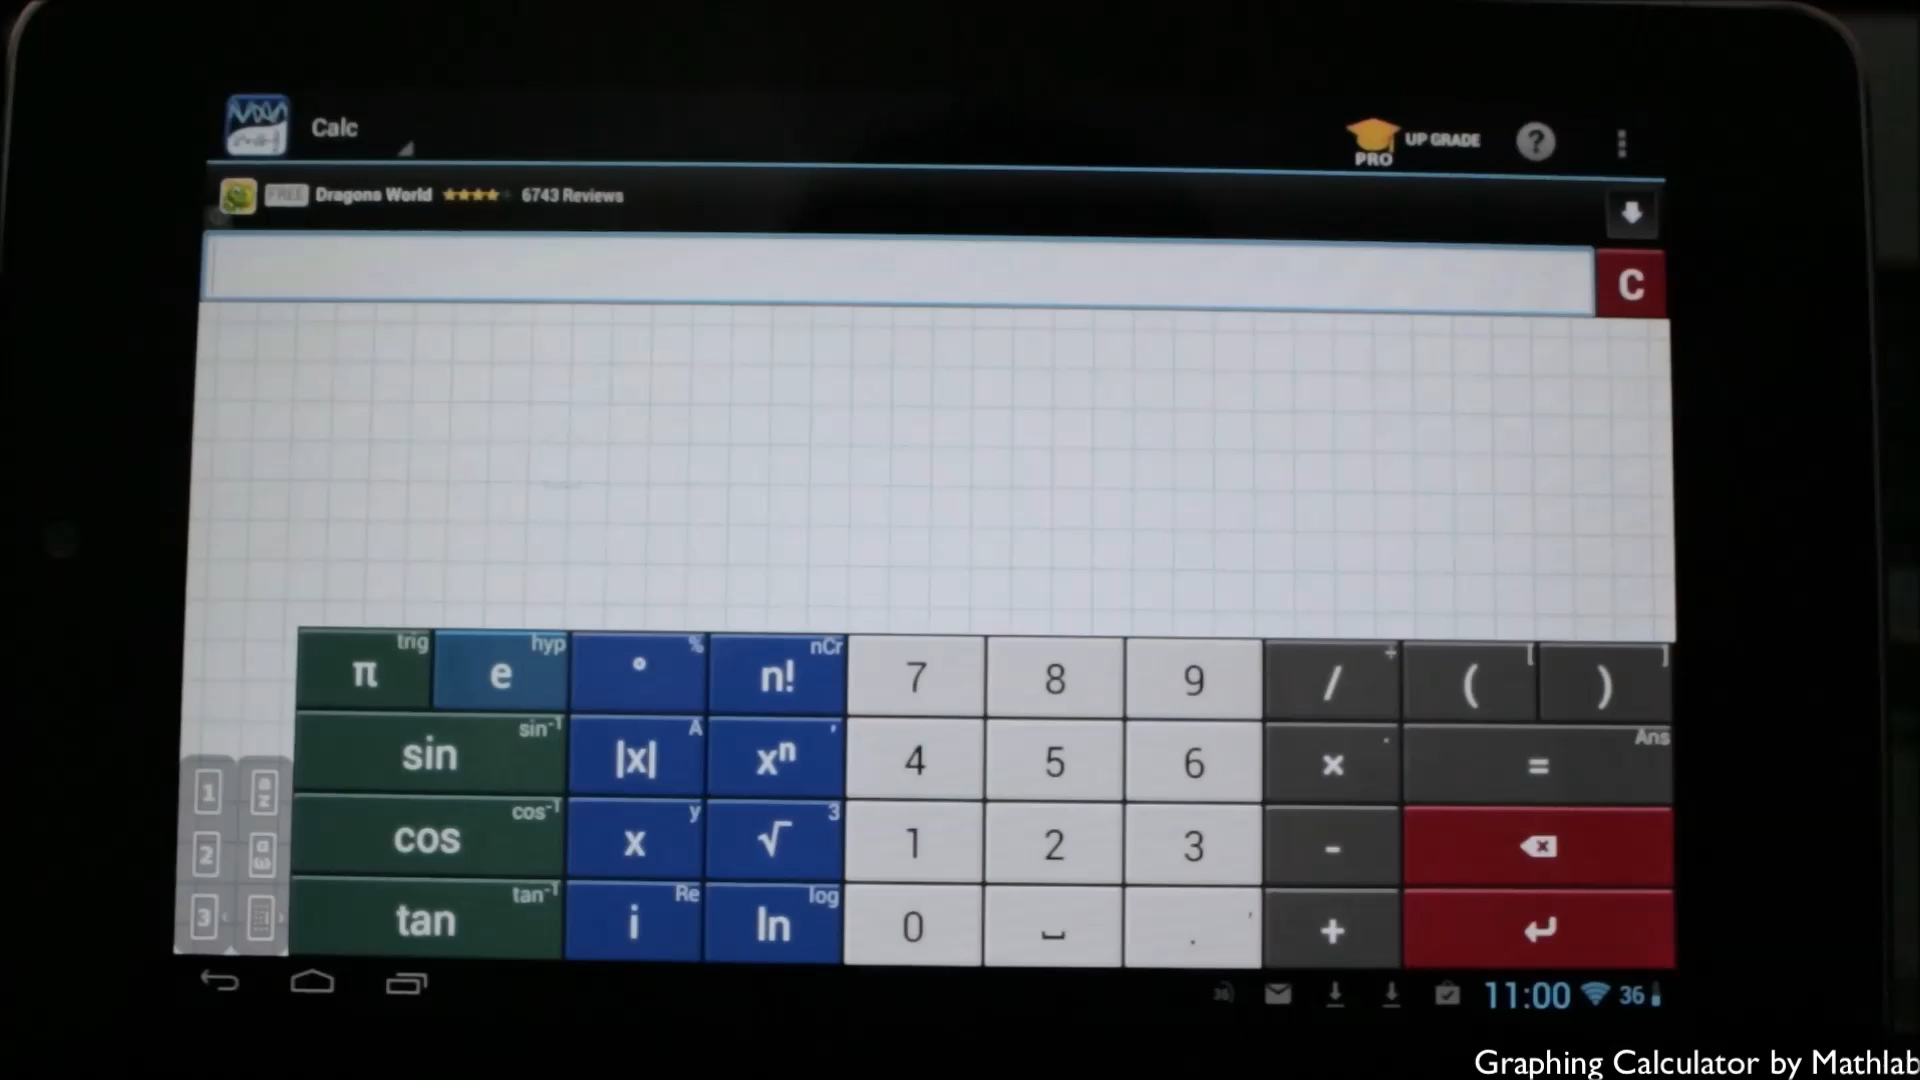 Calc
PRO UP GRADE ?
FREE Dragons World 6743 Reviews
C
trig hyp % nCr ÷ [ ]
π e ° n! 7 8 9 / ( )
sin⁻¹ A ' · Ans
sin |x| xⁿ 4 5 6 × =
cos⁻¹ y 3
cos x √ 1 2 3 -
tan⁻¹ Re log ,
tan i ln 0 . +
1 a z
2 α ω
3
36 11:00 36
Graphing Calculator by Mathlab